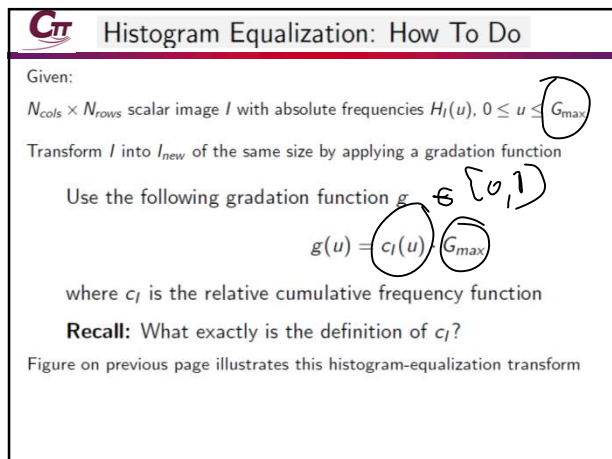 CTT
Histogram Equalization: How To Do
Given:
N_cols × N_rows scalar image I with absolute frequencies H_I(u), 0 ≤ u ≤ G_max
Transform I into I_new of the same size by applying a gradation function
Use the following gradation function g
∈ [0,1]
g(u) = c_I(u) · G_max
where c_I is the relative cumulative frequency function
Recall: What exactly is the definition of c_I?
Figure on previous page illustrates this histogram-equalization transform